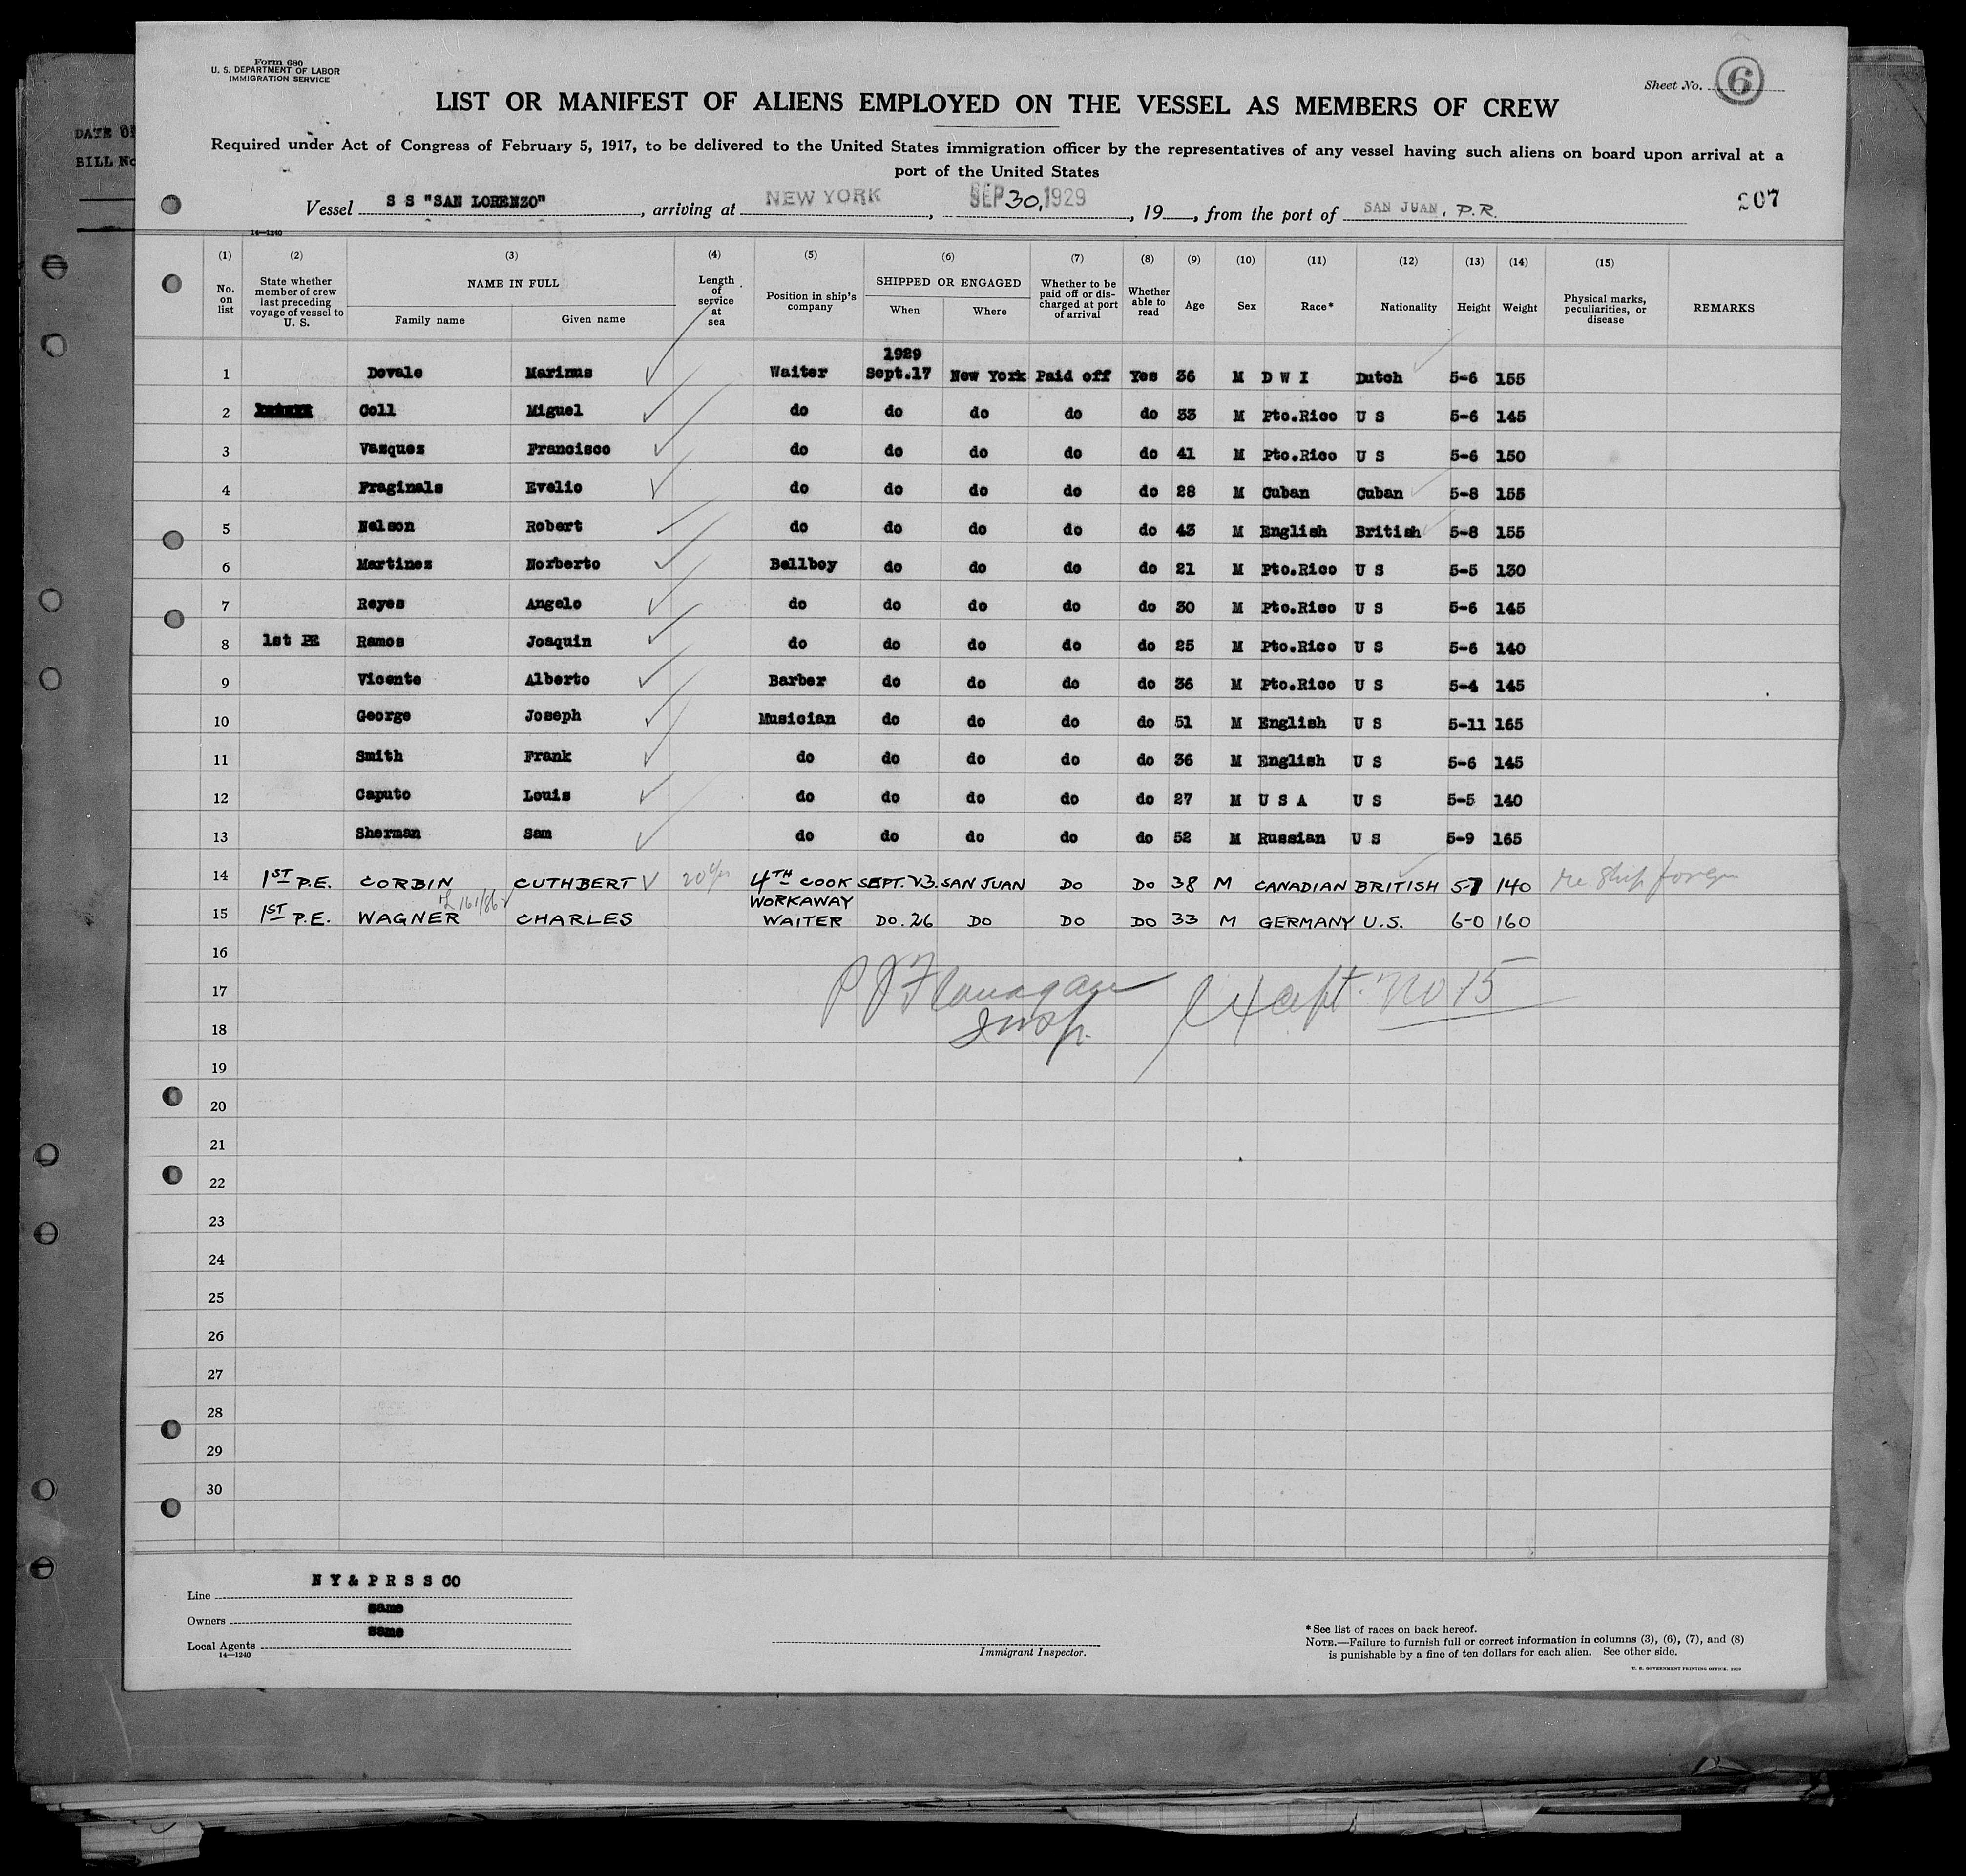 DATE OF
BILL No
Form 680
U. S. DEPARTMENT OF LABOR
IMMIGRATION SERVICE
Sheet No. 6
LIST OR MANIFEST OF ALIENS EMPLOYED ON THE VESSEL AS MEMBERS OF CREW
Required under Act of Congress of February 5, 1917, to be delivered to the United States immigration officer by the representatives of any vessel having such aliens on board upon arrival at a
port of the United States
Vessel S S "SAN LORENZO", arriving at NEW YORK, SEP 30, 1929, 19__, from the port of SAN JUAN, P.R. 207
14—1240
(1) (2) (3) (4) (5) (6) (7) (8) (9) (10) (11) (12) (13) (14) (15)
No. on list State whether member of crew last preceding voyage of vessel to U. S. NAME IN FULL Family name Given name Length of service at sea Position in ship's company SHIPPED OR ENGAGED When Where Whether to be paid off or discharged at port of arrival Whether able to read Age Sex Race* Nationality Height Weight Physical marks, peculiarities, or disease REMARKS
1929
1 Dovale Marinus Waiter Sept.17 New York Paid off Yes 36 M D W I Dutch 5-6 155
2 Coll Miguel do do do do do 33 M Pto.Rico U S 5-6 145
3 Vazquez Francisco do do do do do 41 M Pto.Rico U S 5-6 150
4 Fraginals Evelio do do do do do 28 M Cuban Cuban 5-8 155
5 Nelson Robert do do do do do 43 M English British 5-8 155
6 Martinez Norberto Bellboy do do do do 21 M Pto.Rico U S 5-5 130
7 Reyes Angelo do do do do do 30 M Pto.Rico U S 5-6 145
8 1st PE Ramos Joaquin do do do do do 25 M Pto.Rico U S 5-6 140
9 Vicente Alberto Barber do do do do 36 M Pto.Rico U S 5-4 145
10 George Joseph Musician do do do do 51 M English U S 5-11 165
11 Smith Frank do do do do do 36 M English U S 5-6 145
12 Caputo Louis do do do do do 27 M U S A U S 5-5 140
13 Sherman Sam do do do do do 52 M Russian U S 5-9 165
14 1ST P.E. CORBIN CUTHBERT 20 yrs 4TH COOK SEPT. 23. SAN JUAN DO DO 38 M CANADIAN BRITISH 5-7 140 re ship foreign
15 1ST P.E. WAGNER CHARLES WORKAWAY WAITER DO. 26 DO DO DO 33 M GERMANY U.S. 6-0 160
16
17 P J Flanagan except no 15
18 Insp.
19
20
21
22
23
24
25
26
27
28
29
30
Line N Y & P R S S CO
Owners same
Local Agents same
14—1240
Immigrant Inspector.
*See list of races on back hereof.
NOTE.—Failure to furnish full or correct information in columns (3), (6), (7), and (8)
is punishable by a fine of ten dollars for each alien. See other side.
U. S. GOVERNMENT PRINTING OFFICE. 1929